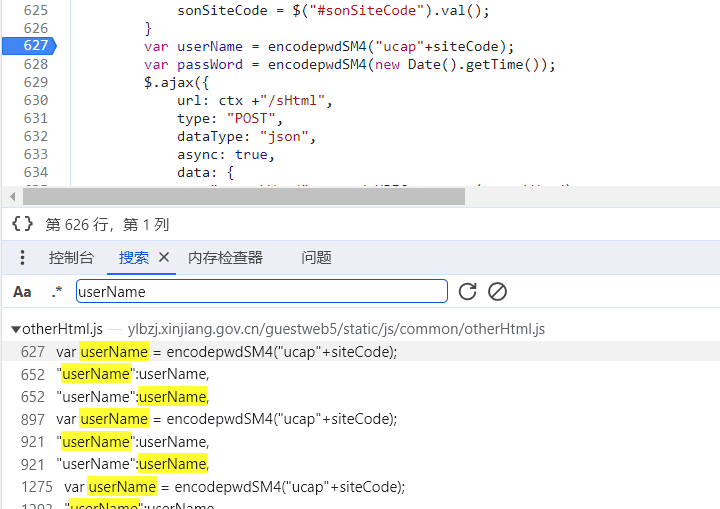 625 sonSiteCode = $("#sonSiteCode").val();
626 }
627 var userName = encodepwdSM4("ucap"+siteCode);
628 var passWord = encodepwdSM4(new Date().getTime());
629 $.ajax({
630 url: ctx +"/sHtml",
631 type: "POST",
632 dataType: "json",
633 async: true,
634 data: {
{} 第 626 行，第 1 列
控制台 搜索 内存检查器 问题
Aa .* userName
otherHtml.js — ylbzj.xinjiang.gov.cn/guestweb5/static/js/common/otherHtml.js
627 var userName = encodepwdSM4("ucap"+siteCode);
652 "userName":userName,
652 "userName":userName,
897 var userName = encodepwdSM4("ucap"+siteCode);
921 "userName":userName,
921 "userName":userName,
1275 var userName = encodepwdSM4("ucap"+siteCode);
"userName":userName